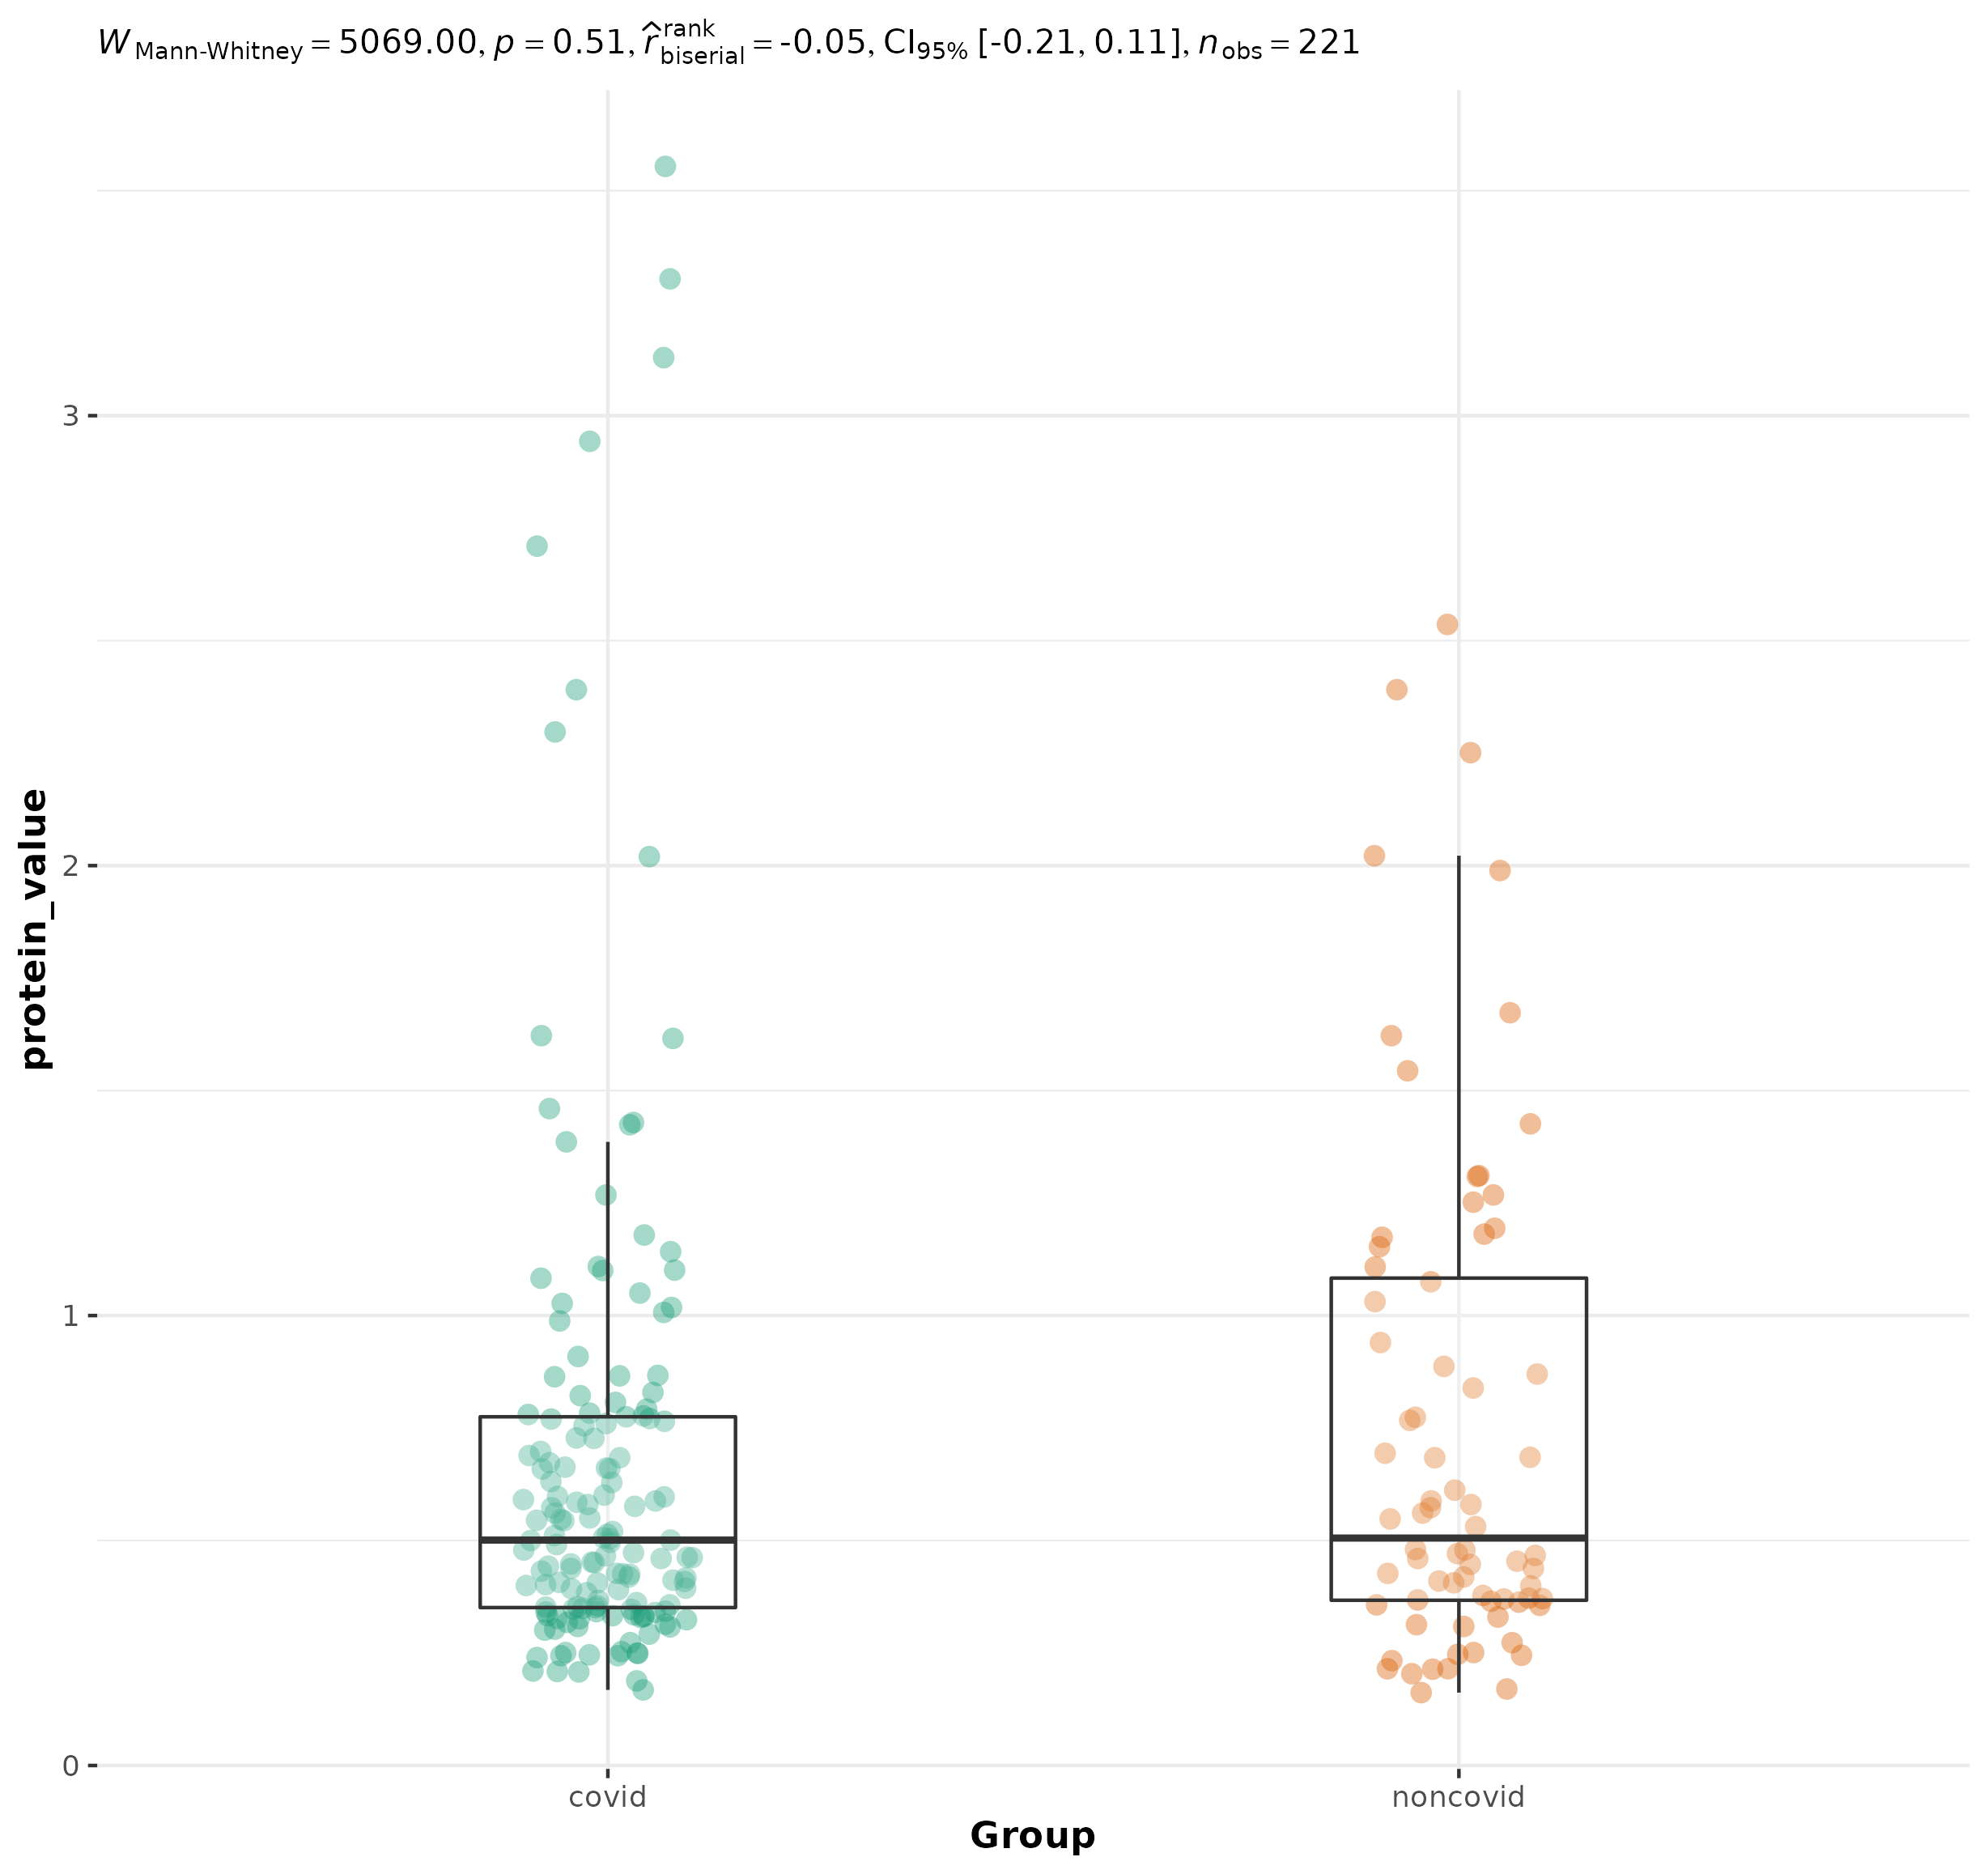 W Mann-Whitney = 5069.00, p = 0.51, r̂ rank biserial = -0.05, CI95% [-0.21, 0.11], nobs = 221
protein_value
3
2
1
0
covid noncovid
Group